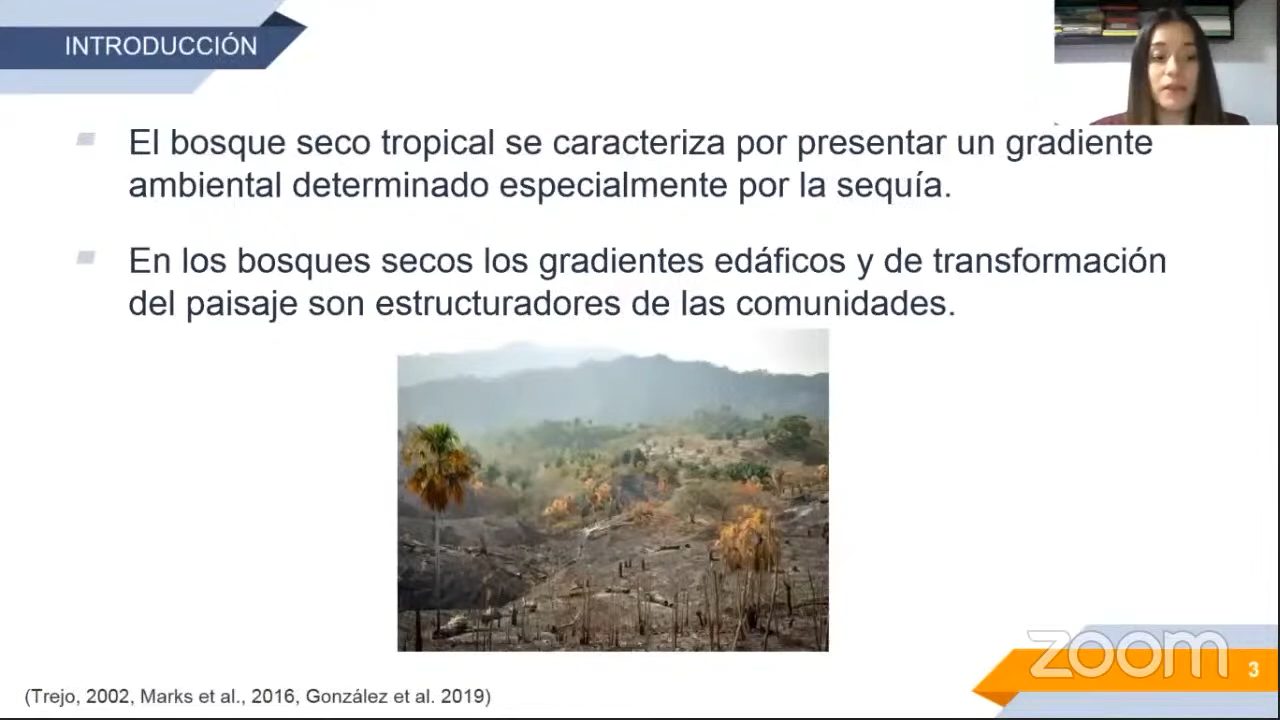 INTRODUCCIÓN
El bosque seco tropical se caracteriza por presentar un gradiente
ambiental determinado especialmente por la sequía.
En los bosques secos los gradientes edáficos y de transformación
del paisaje son estructuradores de las comunidades.
zoom
3
(Trejo, 2002, Marks et al., 2016, González et al. 2019)